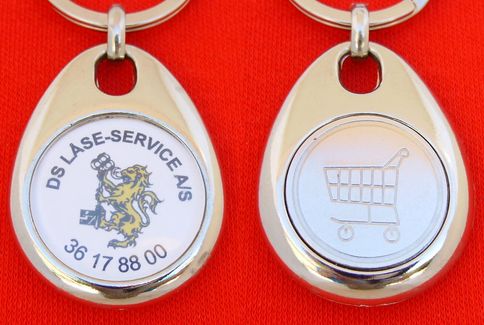 DS LÅSE-SERVICE A/S
36 17 88 00